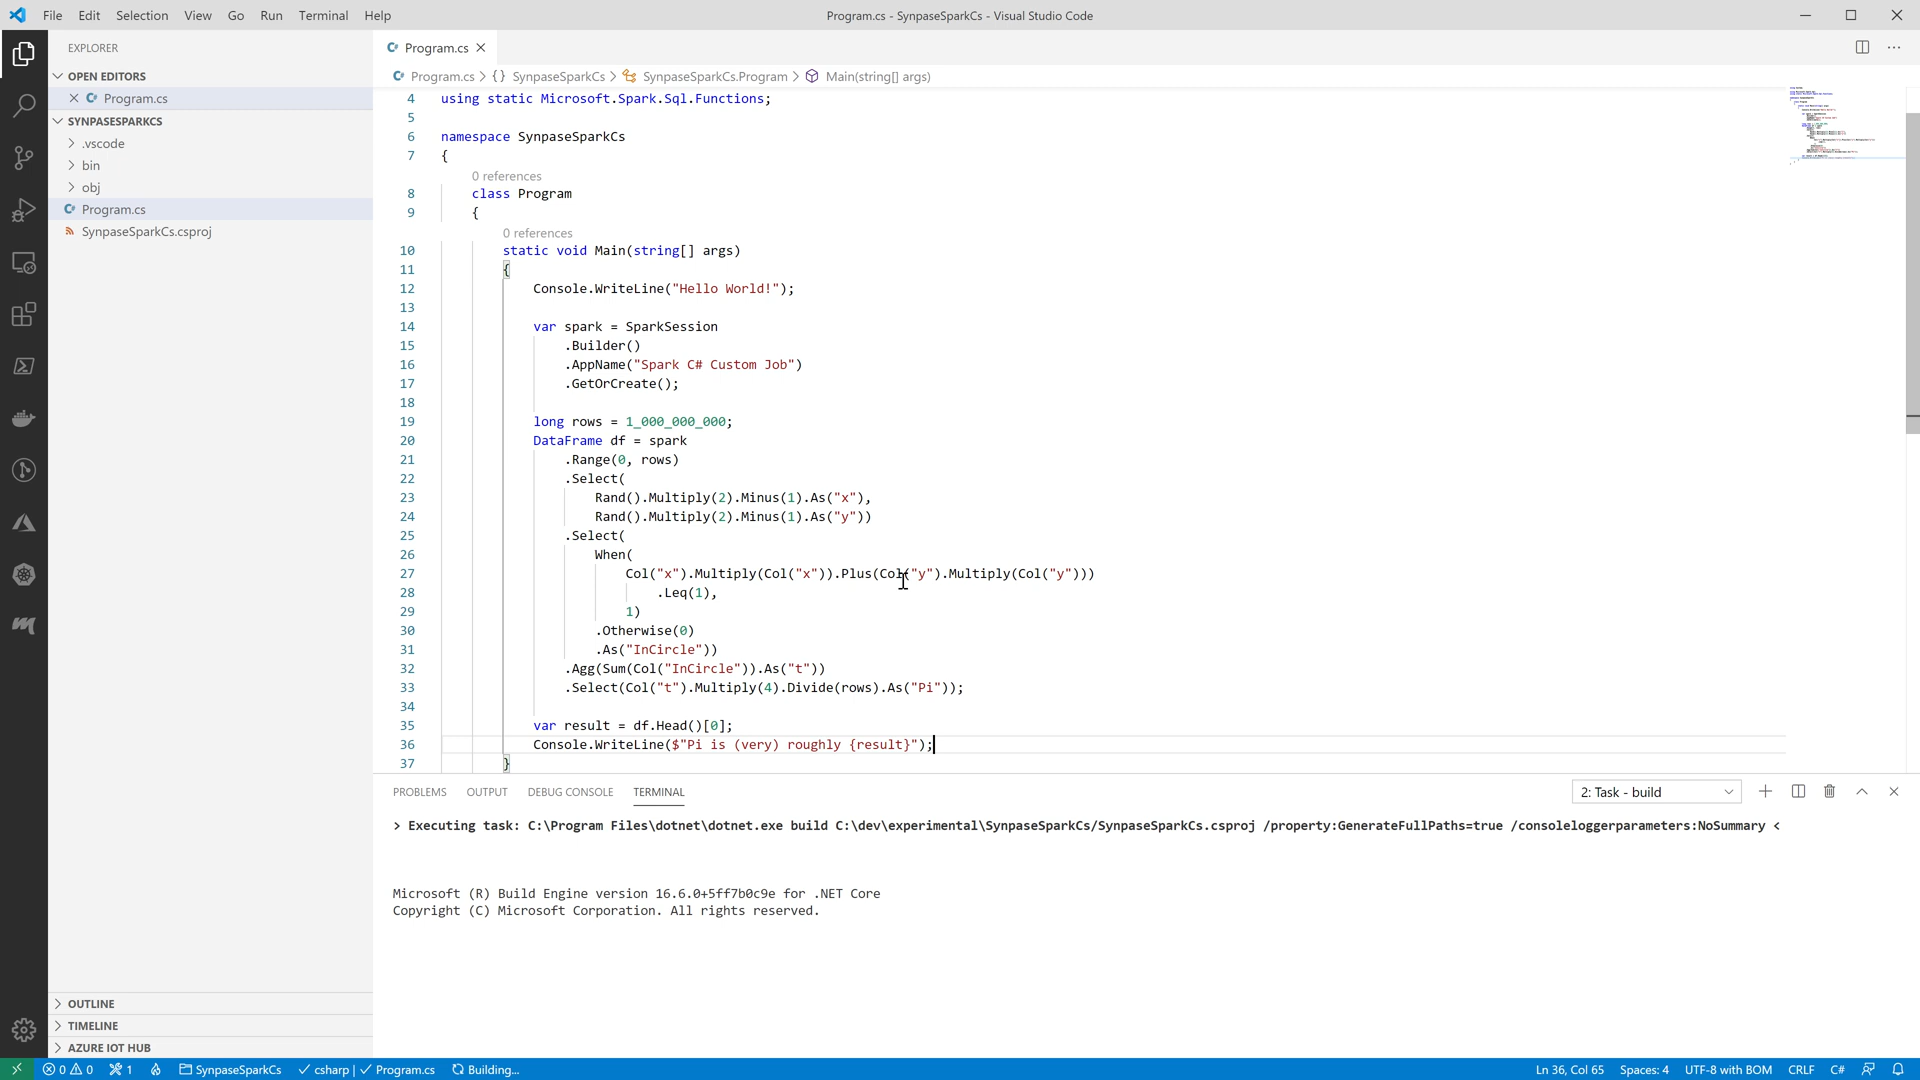 File Edit Selection View Go Run Terminal Help
Program.cs - SynpaseSparkCs - Visual Studio Code
EXPLORER
OPEN EDITORS
Program.cs
SYNPASESPARKCS
.vscode
bin
obj
Program.cs
SynpaseSparkCs.csproj
OUTLINE
TIMELINE
AZURE IOT HUB
Program.cs
Program.cs > {} SynpaseSparkCs > SynpaseSparkCs.Program > Main(string[] args)
4 using static Microsoft.Spark.Sql.Functions;
5
6 namespace SynpaseSparkCs
7 {
0 references
8 class Program
9 {
0 references
10 static void Main(string[] args)
11 {
12 Console.WriteLine("Hello World!");
13
14 var spark = SparkSession
15 .Builder()
16 .AppName("Spark C# Custom Job")
17 .GetOrCreate();
18
19 long rows = 1_000_000_000;
20 DataFrame df = spark
21 .Range(0, rows)
22 .Select(
23 Rand().Multiply(2).Minus(1).As("x"),
24 Rand().Multiply(2).Minus(1).As("y"))
25 .Select(
26 When(
27 Col("x").Multiply(Col("x")).Plus(Col("y").Multiply(Col("y")))
28 .Leq(1),
29 1)
30 .Otherwise(0)
31 .As("InCircle"))
32 .Agg(Sum(Col("InCircle")).As("t"))
33 .Select(Col("t").Multiply(4).Divide(rows).As("Pi"));
34
35 var result = df.Head()[0];
36 Console.WriteLine($"Pi is (very) roughly {result}");
37 }
PROBLEMS OUTPUT DEBUG CONSOLE TERMINAL
2: Task - build
> Executing task: C:\Program Files\dotnet\dotnet.exe build C:\dev\experimental\SynpaseSparkCs/SynpaseSparkCs.csproj /property:GenerateFullPaths=true /consoleloggerparameters:NoSummary <
Microsoft (R) Build Engine version 16.6.0+5ff7b0c9e for .NET Core
Copyright (C) Microsoft Corporation. All rights reserved.
0 0 1 SynpaseSparkCs csharp | Program.cs Building...
Ln 36, Col 65 Spaces: 4 UTF-8 with BOM CRLF C#